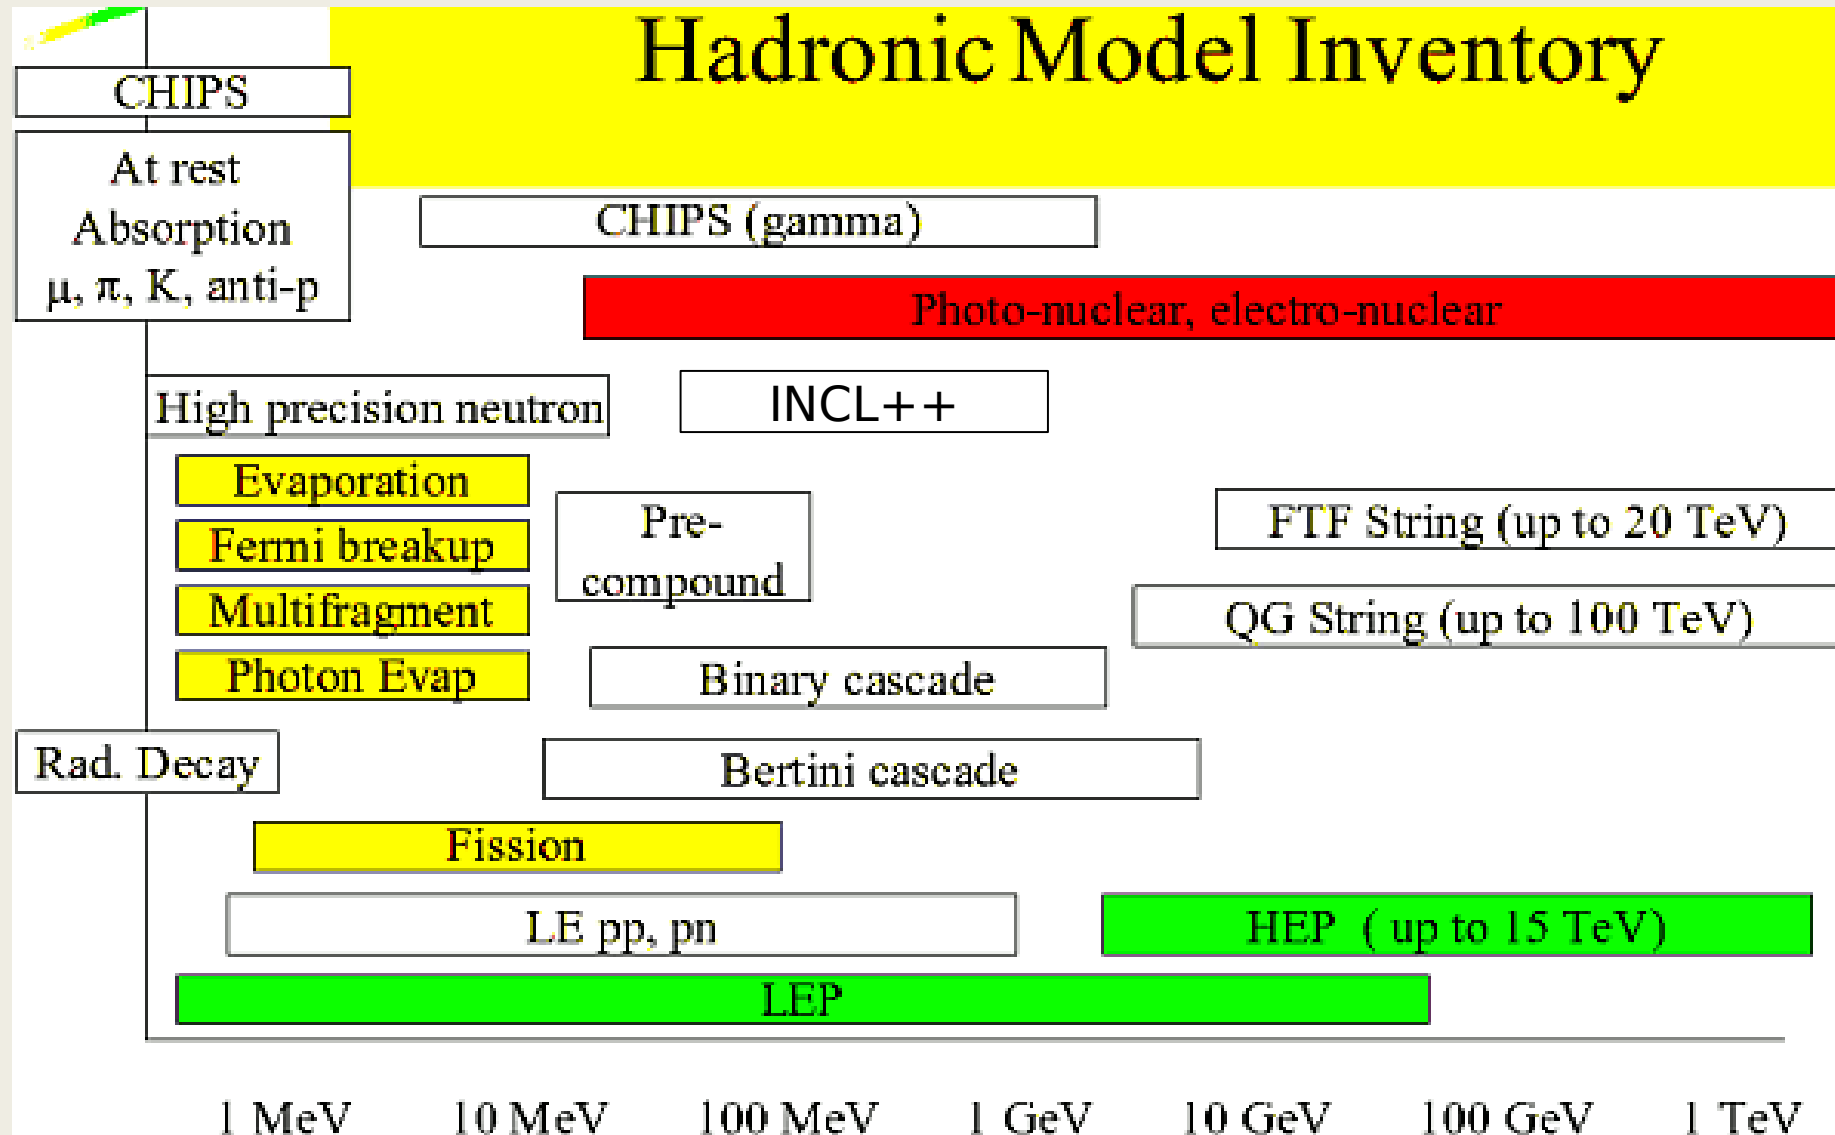 Hadronic Model Inventory
CHIPS
At rest
Absorption
μ, π, K, anti-p
CHIPS (gamma)
Photo-nuclear, electro-nuclear
High precision neutron
INCL++
Evaporation
Fermi breakup
Multifragment
Photon Evap
Pre-
compound
FTF String (up to 20 TeV)
QG String (up to 100 TeV)
Binary cascade
Rad. Decay
Bertini cascade
Fission
LE pp, pn
HEP ( up to 15 TeV)
LEP
1 MeV 10 MeV 100 MeV 1 GeV 10 GeV 100 GeV 1 TeV